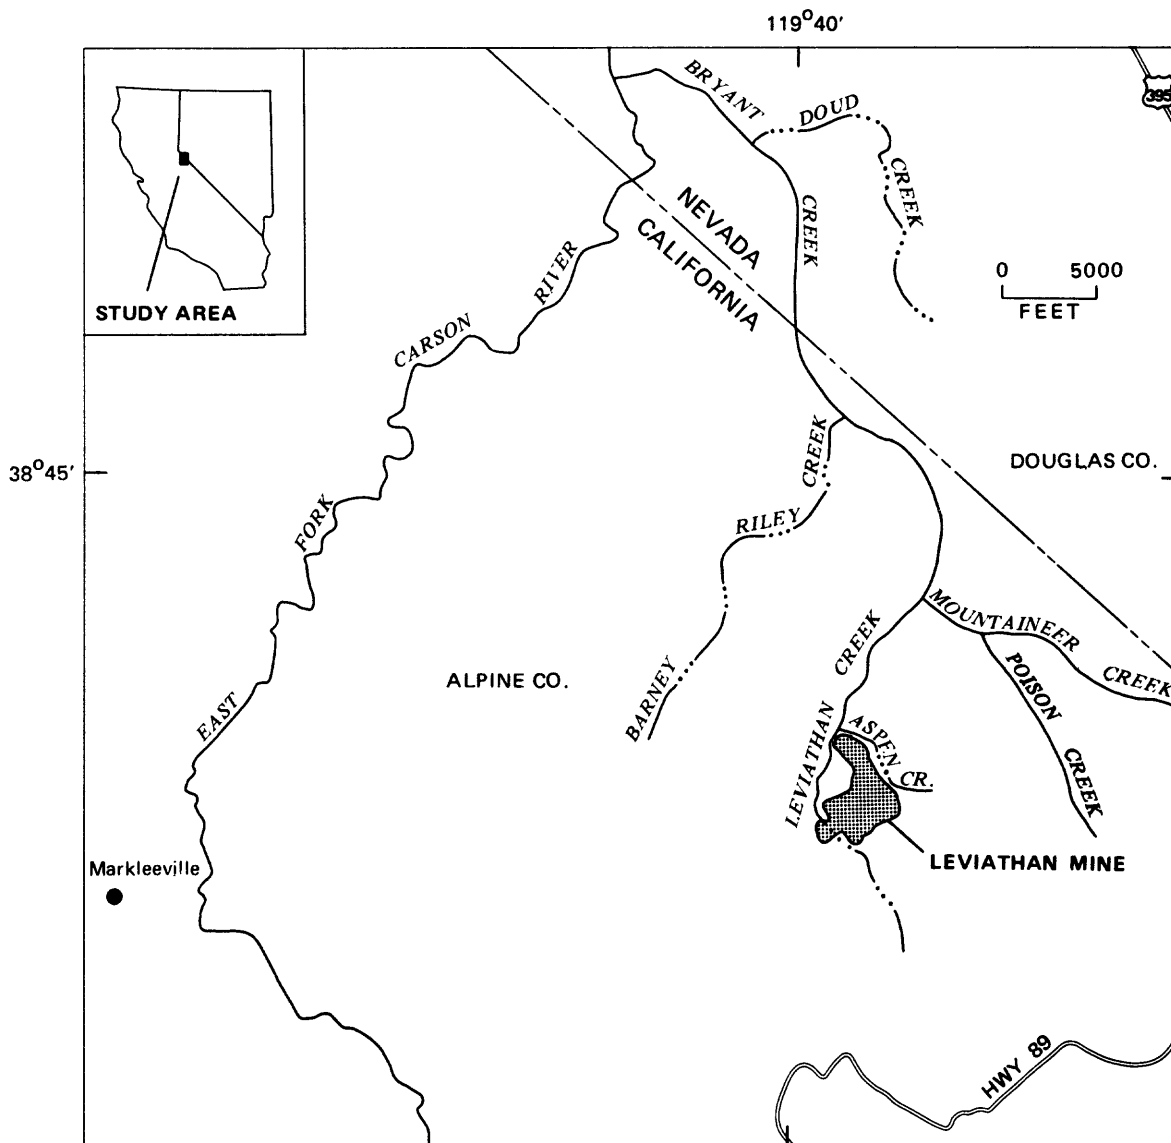 119°40'
395
BRYANT
CREEK
DOUD
CREEK
NEVADA
CALIFORNIA
0 5000
FEET
STUDY AREA
EAST
FORK
CARSON
RIVER
38°45'
DOUGLAS CO.
BARNEY
RILEY
CREEK
MOUNTAINEER
CREEK
POISON
CREEK
ALPINE CO.
LEVIATHAN
CREEK
ASPEN
CR.
LEVIATHAN MINE
Markleeville
HWY 89